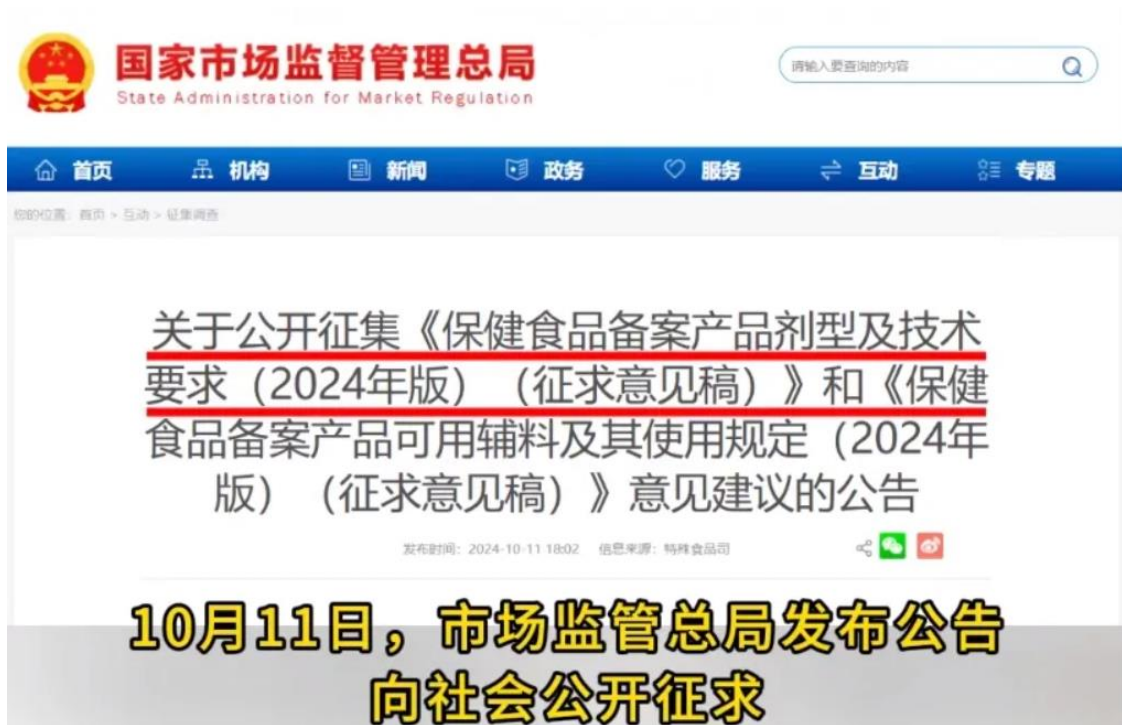 国家市场监督管理总局
State Administration for Market Regulation
请输入要查询的内容
首页 机构 新闻 政务 服务 互动 专题
您的位置：首页 > 互动 > 征集调查
关于公开征集《保健食品备案产品剂型及技术
要求（2024年版）（征求意见稿）》和《保健
食品备案产品可用辅料及其使用规定（2024年
版）（征求意见稿）》意见建议的公告
发布时间：2024-10-11 18:02 信息来源：特殊食品司
10月11日，市场监管总局发布公告
向社会公开征求